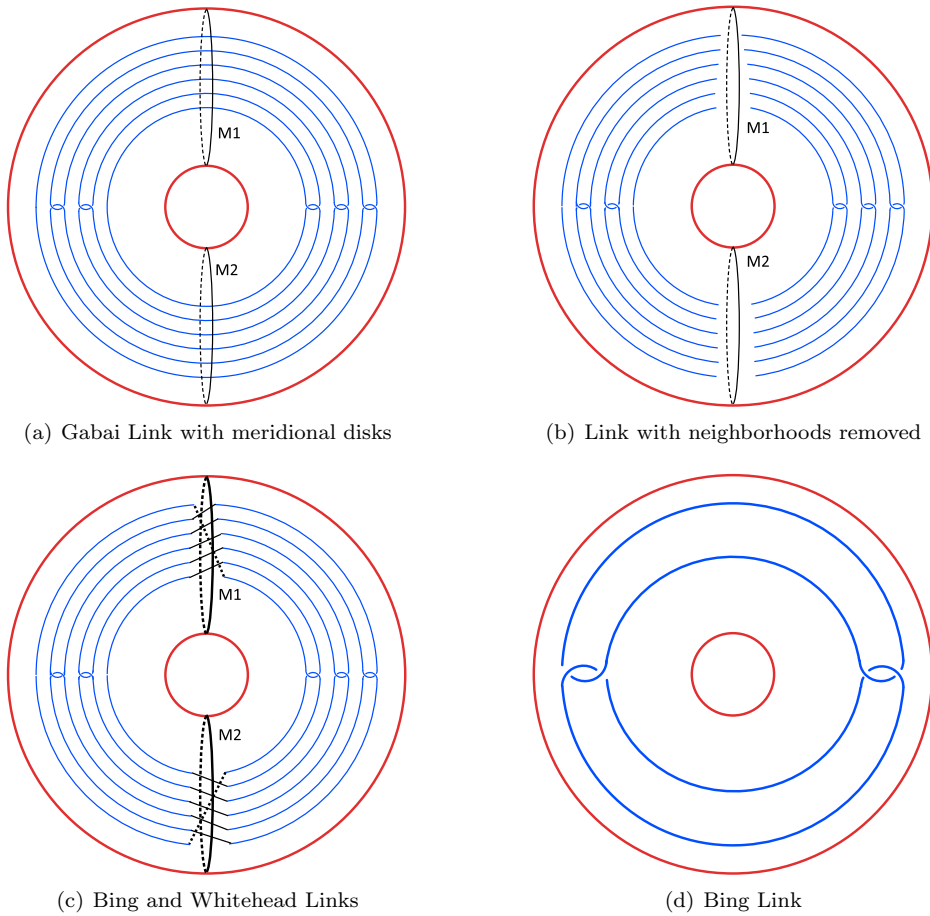 M1
M2
M1
M2
(a) Gabai Link with meridional disks
(b) Link with neighborhoods removed
M1
M2
(c) Bing and Whitehead Links
(d) Bing Link